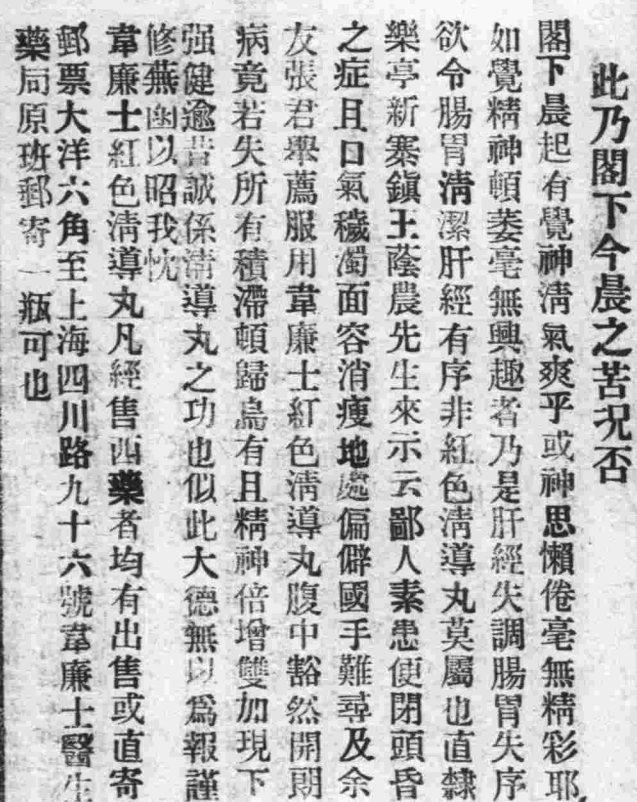 此乃閣下今晨之苦况否
閣下晨起有覺神淸氣爽乎或神思懶倦毫無精彩耶
如覺精神頓萎毫無興趣者乃是肝經失調腸胃失序
欲令腸胃淸潔肝經有序非紅色淸導丸莫屬也直隸
樂亭新寨鎭王蔭農先生來示云鄙人素患便閉頭昏
之症且口氣穢濁面容消瘦地處偏僻國手難尋及余
友張君舉薦服用韋廉士紅色淸導丸腹中豁然開朗
病竟若失所有積滯頓歸烏有且精神倍增雙加現下
强健逾昔誠係淸導丸之功也似此大德無以爲報謹
修蕪函以昭我忱
韋廉士紅色淸導丸凡經售西藥者均有出售或直寄
郵票大洋六角至上海四川路九十六號韋廉士醫生
藥局原班郵寄一瓶可也